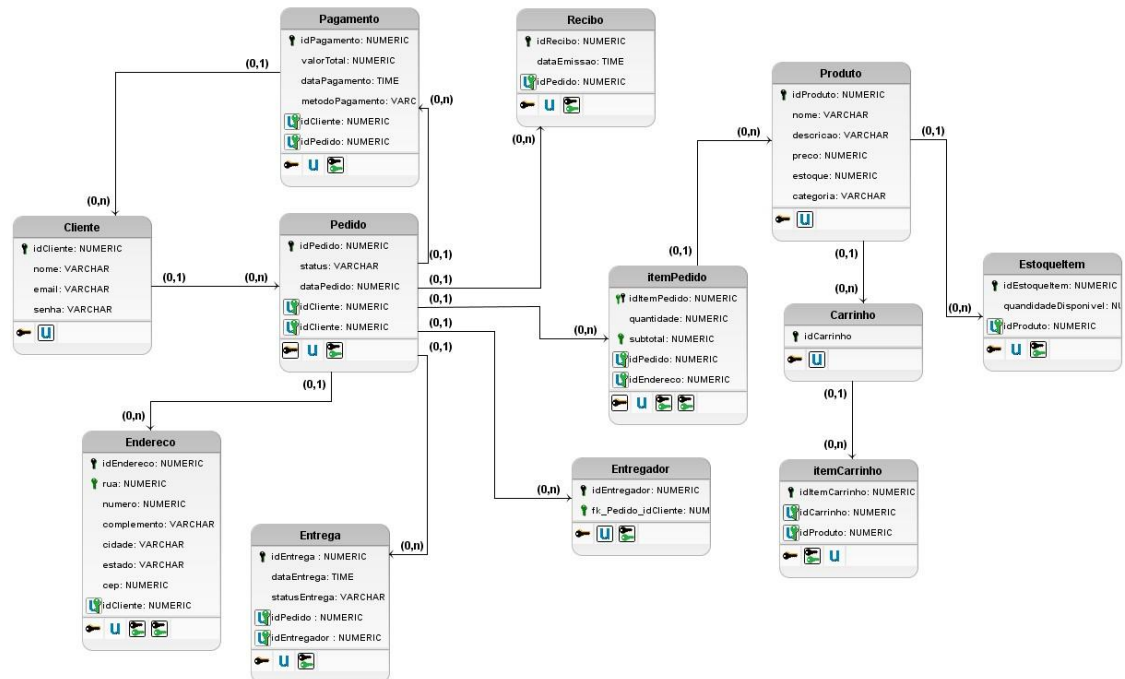 Pagamento
idPagamento: NUMERIC
valorTotal: NUMERIC
dataPagamento: TIME
metodoPagamento: VARC
idCliente: NUMERIC
idPedido: NUMERIC
Recibo
idRecibo: NUMERIC
dataEmissao: TIME
idPedido: NUMERIC
Produto
idProduto: NUMERIC
nome: VARCHAR
descricao: VARCHAR
preco: NUMERIC
estoque: NUMERIC
categoria: VARCHAR
(0,1)
(0,n)
(0,n)
(0,n)
(0,n)
(0,1)
Cliente
idCliente: NUMERIC
nome: VARCHAR
email: VARCHAR
senha: VARCHAR
(0,1)
(0,n)
Pedido
idPedido: NUMERIC
status: VARCHAR
dataPedido: NUMERIC
idCliente: NUMERIC
idCliente: NUMERIC
(0,1)
(0,1)
(0,1)
(0,1)
(0,1)
(0,1)
(0,1)
(0,n)
itemPedido
idItemPedido: NUMERIC
quantidade: NUMERIC
subtotal: NUMERIC
idPedido: NUMERIC
idEndereco: NUMERIC
(0,1)
(0,n)
Carrinho
idCarrinho
(0,n)
EstoqueItem
idEstoqueItem: NUMERIC
quandidadeDisponivel: NU
idProduto: NUMERIC
(0,n)
Endereco
idEndereco: NUMERIC
rua: NUMERIC
numero: NUMERIC
complemento: VARCHAR
cidade: VARCHAR
estado: VARCHAR
cep: NUMERIC
idCliente: NUMERIC
Entrega
idEntrega : NUMERIC
dataEntrega: TIME
statusEntrega: VARCHAR
idPedido : NUMERIC
idEntregador : NUMERIC
(0,n)
(0,n)
Entregador
idEntregador: NUMERIC
fk_Pedido_idCliente: NUM
(0,1)
(0,n)
itemCarrinho
idItemCarrinho: NUMERIC
idCarrinho: NUMERIC
idProduto: NUMERIC